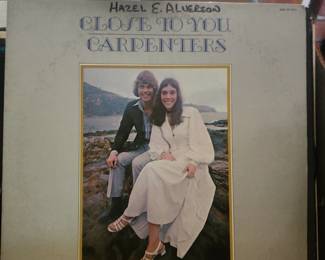 HAZEL E. ALVERSON
CLOSE TO YOU
CARPENTERS